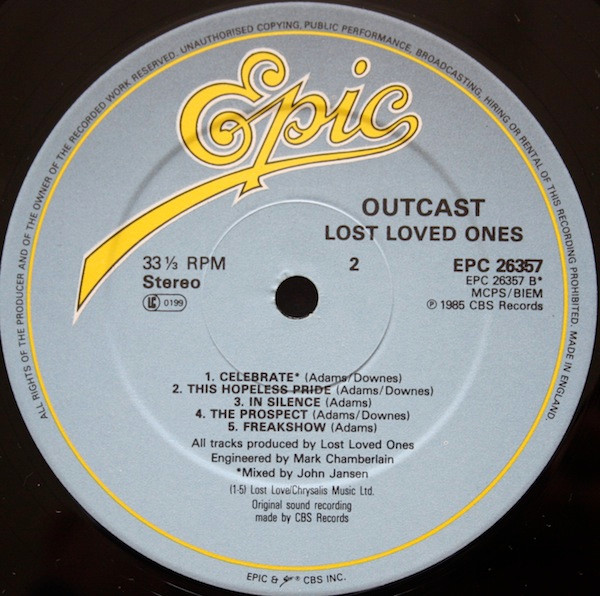 ALL RIGHTS OF THE PRODUCER AND OF THE OWNER OF THE RECORDED WORK RESERVED. UNAUTHORISED COPYING, PUBLIC PERFORMANCE, BROADCASTING, HIRING OR RENTAL OF THIS RECORDING PROHIBITED. MADE IN ENGLAND.
Epic
OUTCAST
LOST LOVED ONES
33 ⅓ RPM
Stereo
LC 0199
2
EPC 26357
EPC 26357 B*
MCPS/BIEM
℗ 1985 CBS Records
1. CELEBRATE* (Adams/Downes)
2. THIS HOPELESS PRIDE (Adams/Downes)
3. IN SILENCE (Adams)
4. THE PROSPECT (Adams/Downes)
5. FREAKSHOW (Adams)
All tracks produced by Lost Loved Ones
Engineered by Mark Chamberlain
*Mixed by John Jansen
(1-5) Lost Love/Chrysalis Music Ltd.
Original sound recording
made by CBS Records
EPIC & Epic ® CBS INC.